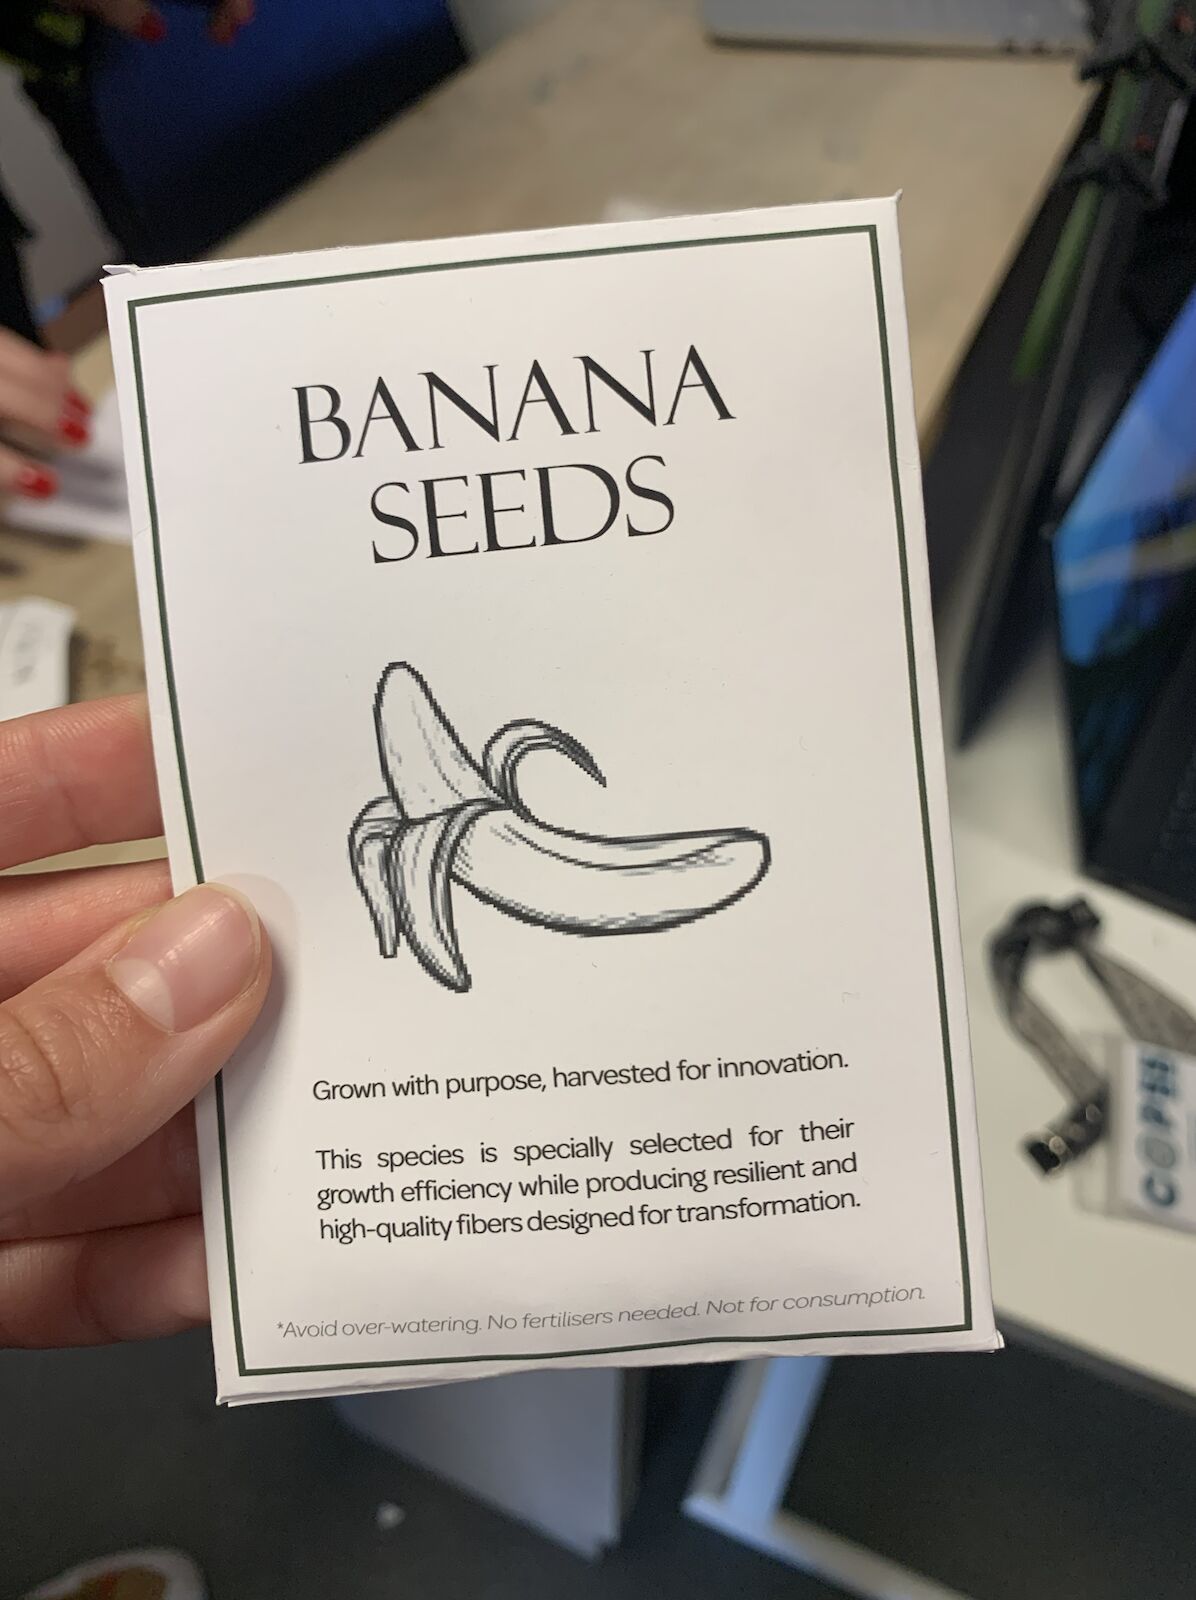 BANANA
SEEDS
Grown with purpose, harvested for innovation.
This species is specially selected for their
growth efficiency while producing resilient and
high-quality fibers designed for transformation.
*Avoid over-watering. No fertilisers needed. Not for consumption.